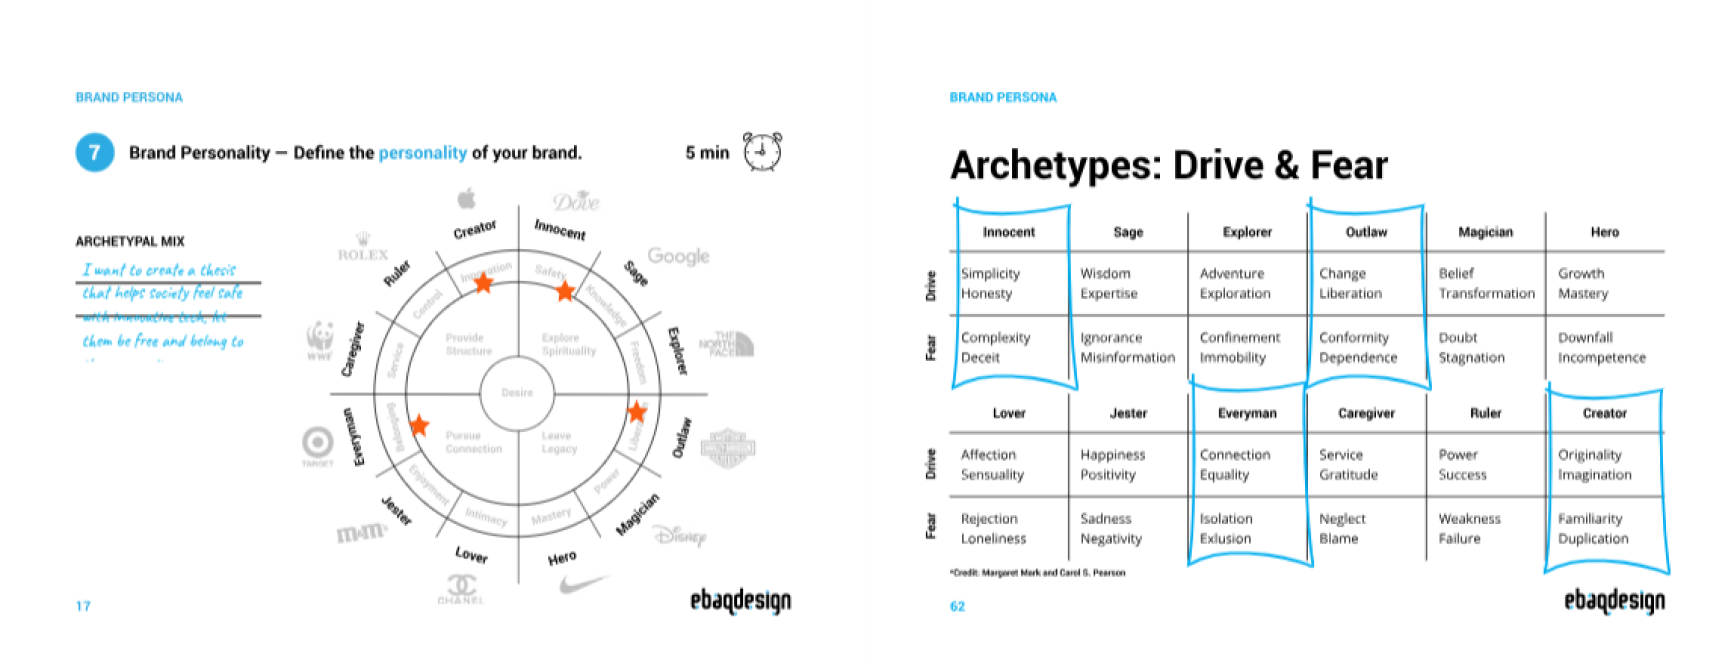 BRAND PERSONA
7
Brand Personality — Define the personality of your brand.
5 min
ARCHETYPAL MIX
I want to create a thesis
that helps society feel safe
with innovative tech, let
them be free and belong to
Creator
Innocent
Sage
Explorer
Outlaw
Magician
Hero
Lover
Jester
Everyman
Caregiver
Ruler
Dove
Google
THE NORTH FACE
Disney
CHANEL
m&m's
TARGET
WWF
ROLEX
Innovation
Safety
Knowledge
Freedom
Liberation
Power
Mastery
Intimacy
Enjoyment
Belonging
Service
Control
Provide
Structure
Explore
Spirituality
Desire
Pursue
Connection
Leave
Legacy
17
ebaqdesign
BRAND PERSONA
Archetypes: Drive & Fear
Innocent Sage Explorer Outlaw Magician Hero
Drive
Simplicity Wisdom Adventure Change Belief Growth
Honesty Expertise Exploration Liberation Transformation Mastery
Fear
Complexity Ignorance Confinement Conformity Doubt Downfall
Deceit Misinformation Immobility Dependence Stagnation Incompetence
Lover Jester Everyman Caregiver Ruler Creator
Drive
Affection Happiness Connection Service Power Originality
Sensuality Positivity Equality Gratitude Success Imagination
Fear
Rejection Sadness Isolation Neglect Weakness Familiarity
Loneliness Negativity Exlusion Blame Failure Duplication
*Credit: Margaret Mark and Carol S. Pearson
62
ebaqdesign